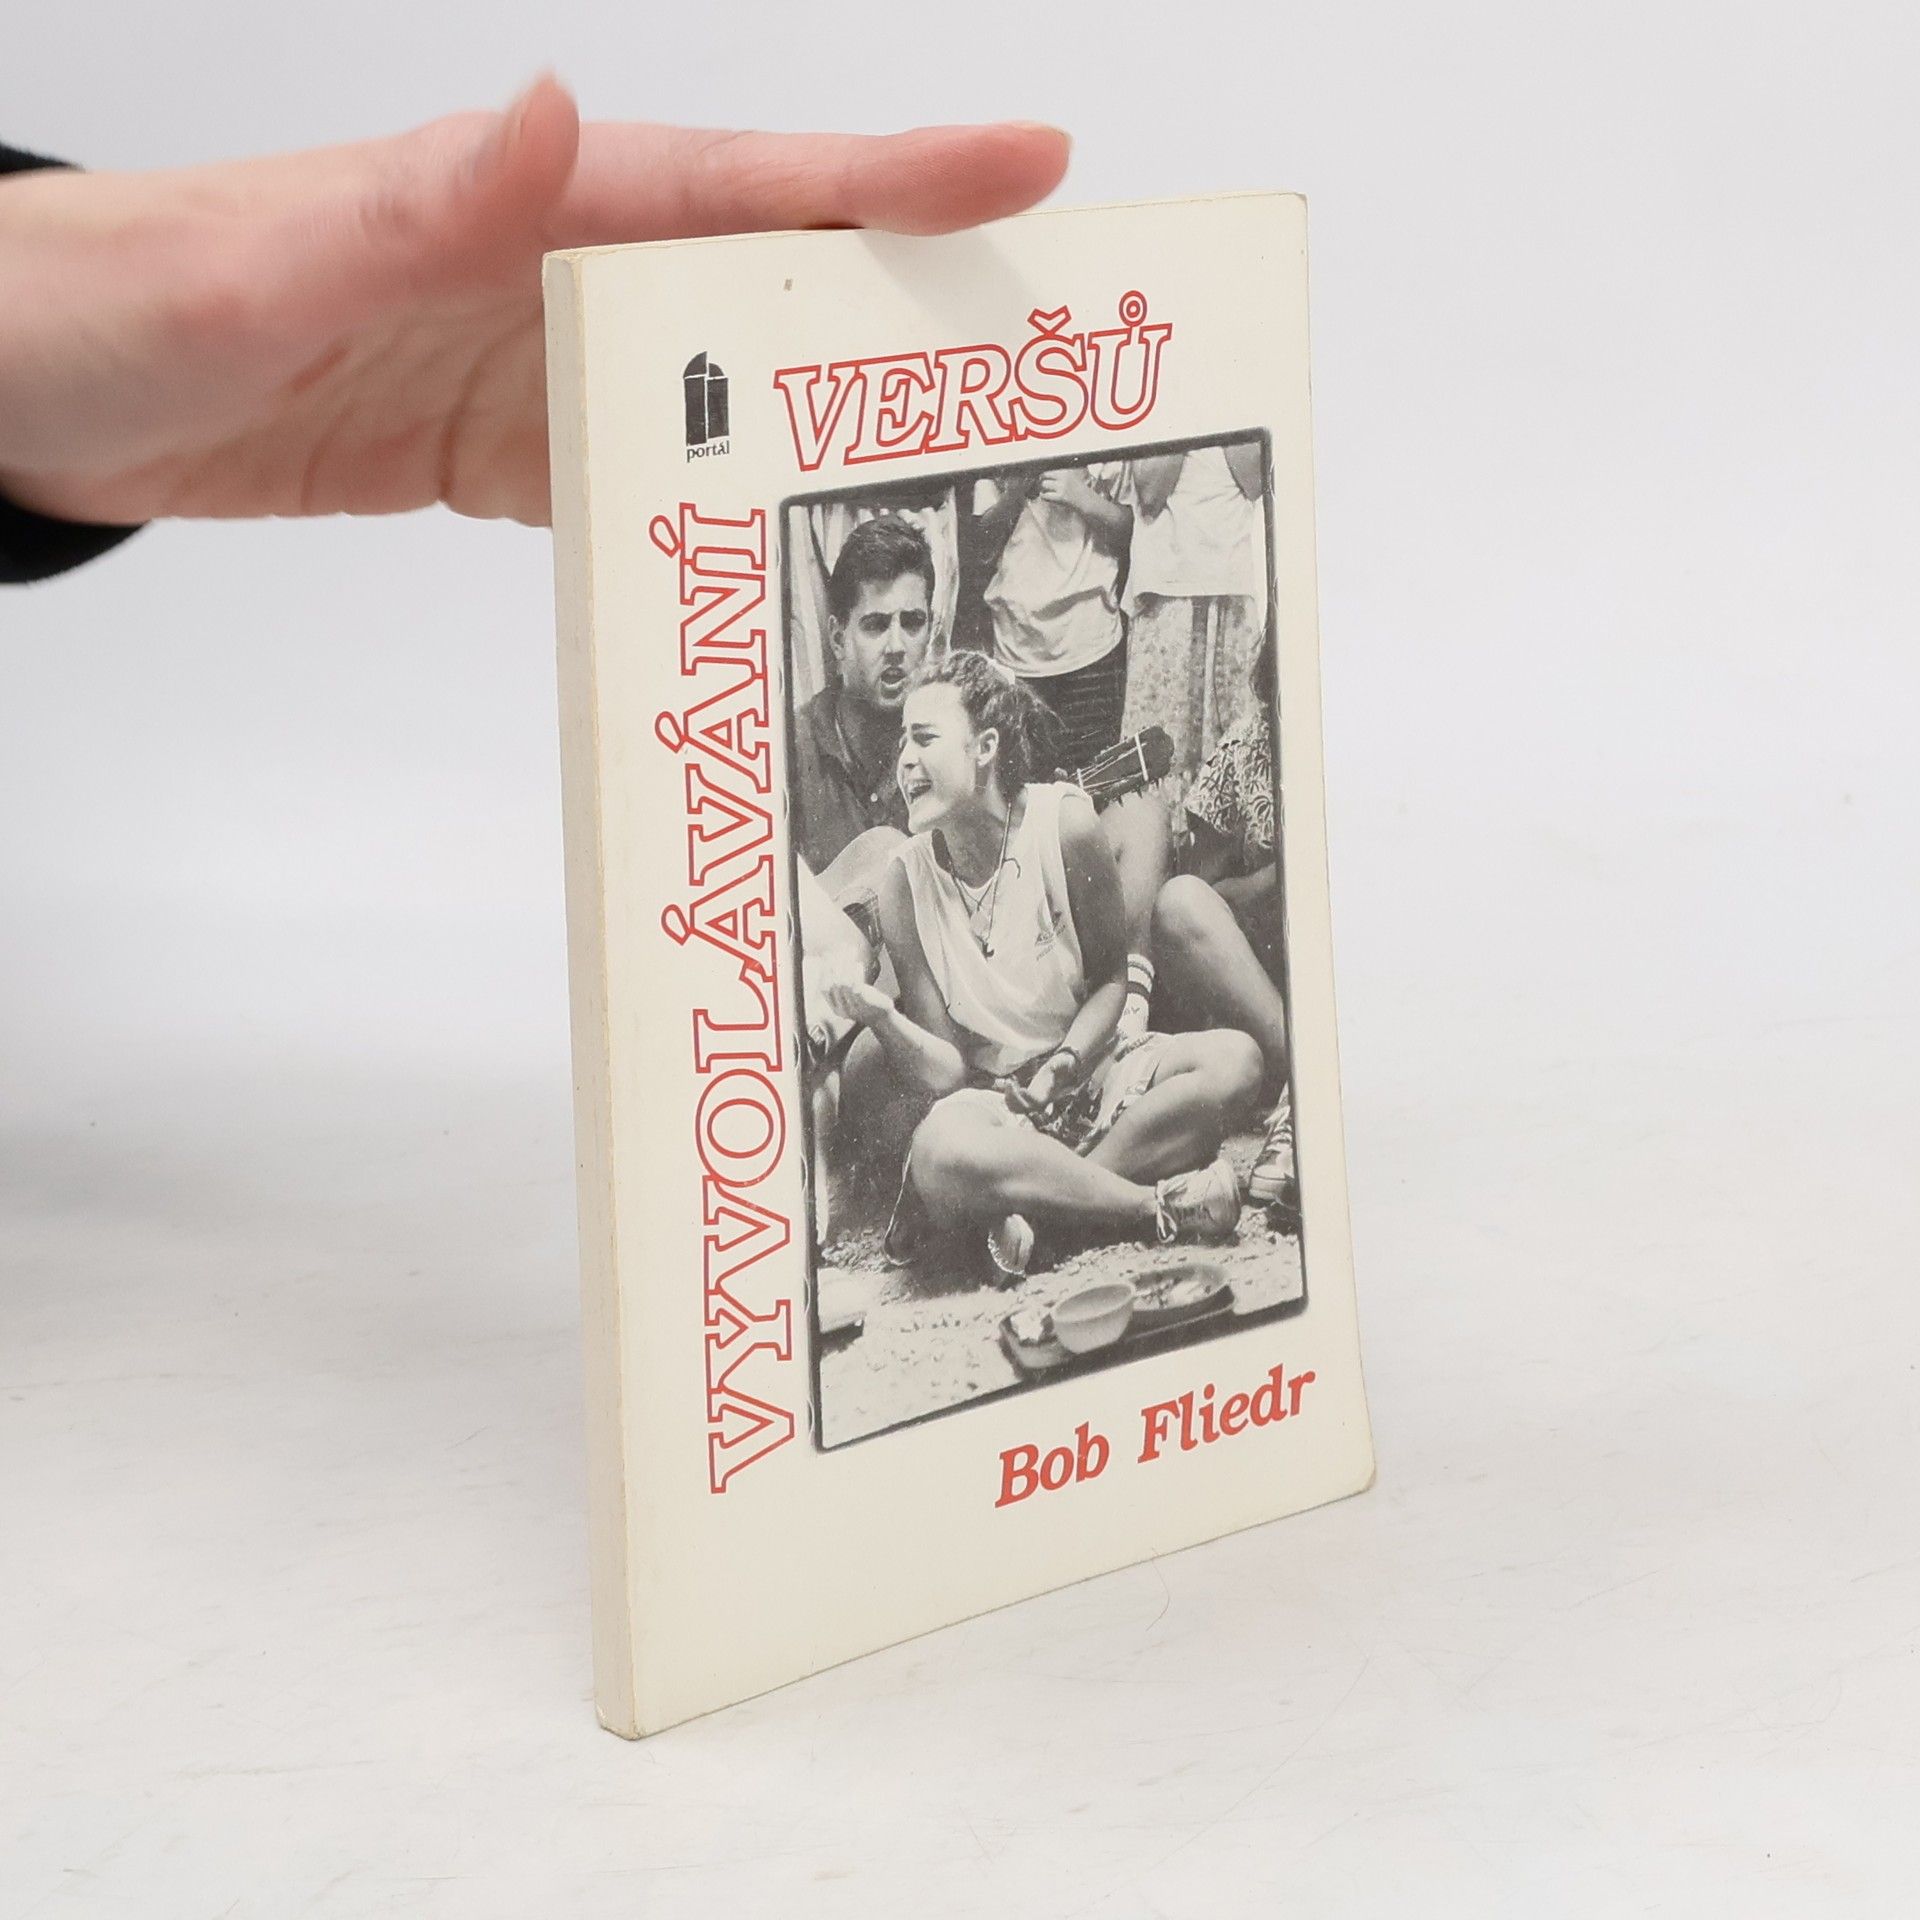 portál
VYVOLÁVÁNÍ
VERŠŮ
Bob Fliedr